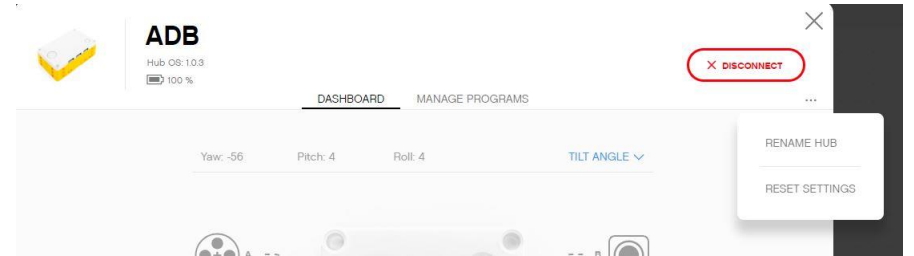 ADB
Hub OS: 1.0.3
100 %
DISCONNECT
DASHBOARD MANAGE PROGRAMS ...
RENAME HUB
RESET SETTINGS
Yaw: -56 Pitch: 4 Roll: 4 TILT ANGLE
A --
-- B